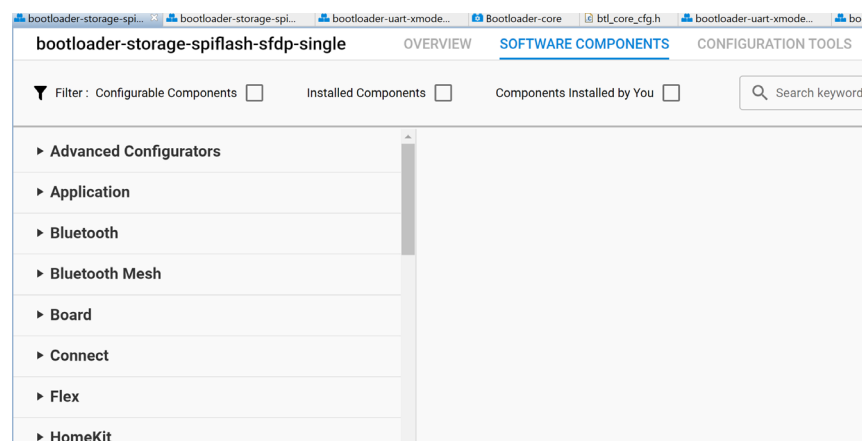 bootloader-storage-spi... bootloader-storage-spi... bootloader-uart-xmode... Bootloader-core btl_core_cfg.h bootloader-uart-xmode... bo
bootloader-storage-spiflash-sfdp-single OVERVIEW SOFTWARE COMPONENTS CONFIGURATION TOOLS
Filter : Configurable Components Installed Components Components Installed by You Search keyword
Advanced Configurators
Application
Bluetooth
Bluetooth Mesh
Board
Connect
Flex
HomeKit